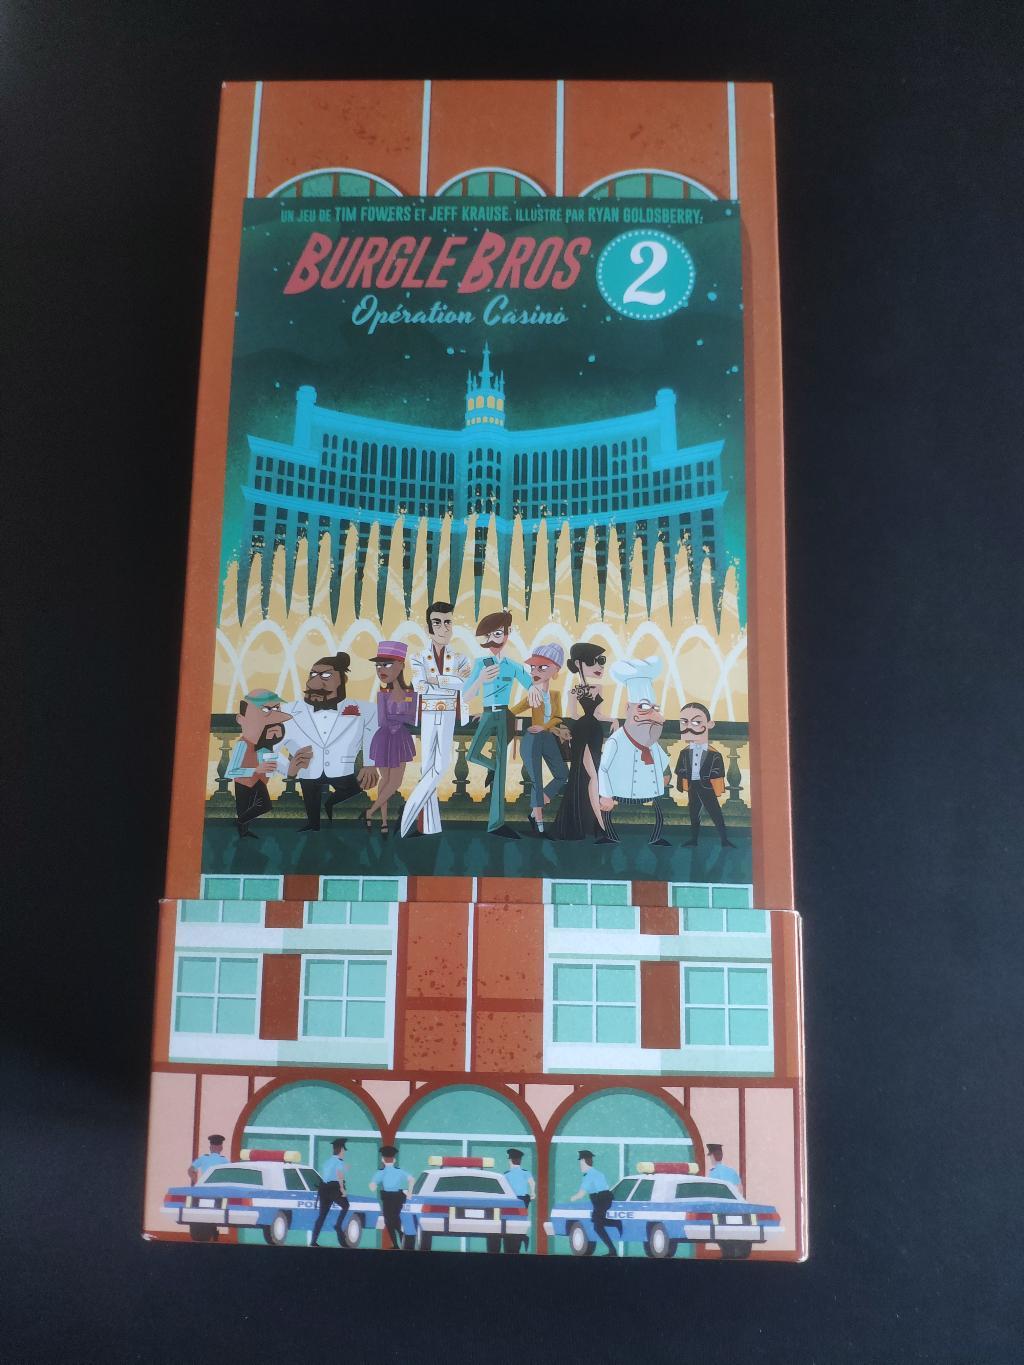 UN JEU DE TIM FOWERS ET JEFF KRAUSE. ILLUSTRÉ PAR RYAN GOLDSBERRY.
BURGLE BROS 2
Opération Casino